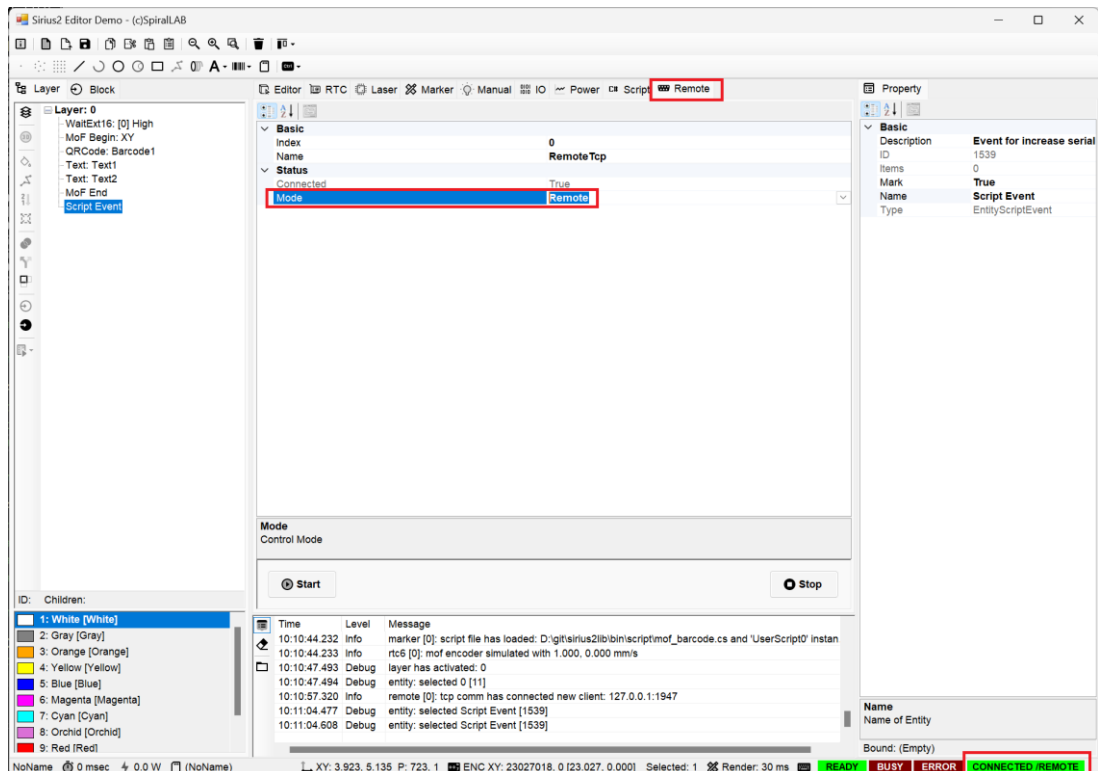 Sirius2 Editor Demo - (c)SpiralLAB
A
Layer Block
Editor RTC Laser Marker Manual IO Power Script Remote
Property
Layer: 0
WaitExt16: [0] High
MoF Begin: XY
QRCode: Barcode1
Text: Text1
Text: Text2
MoF End
Script Event
Basic
Index 0
Name RemoteTcp
Status
Connected True
Mode Remote
Basic
Description Event for increase serial
ID 1539
Items 0
Mark True
Name Script Event
Type EntityScriptEvent
Mode
Control Mode
Start Stop
ID: Children:
1: White [White]
2: Gray [Gray]
3: Orange [Orange]
4: Yellow [Yellow]
5: Blue [Blue]
6: Magenta [Magenta]
7: Cyan [Cyan]
8: Orchid [Orchid]
9: Red [Red]
Time Level Message
10:10:44.232 Info marker [0]: script file has loaded: D:\git\sirius2lib\bin\script\mof_barcode.cs and 'UserScript0' instan
10:10:44.233 Info rtc6 [0]: mof encoder simulated with 1.000, 0.000 mm/s
10:10:47.493 Debug layer has activated: 0
10:10:47.494 Debug entity: selected 0 [11]
10:10:57.320 Info remote [0]: tcp comm has connected new client: 127.0.0.1:1947
10:11:04.477 Debug entity: selected Script Event [1539]
10:11:04.608 Debug entity: selected Script Event [1539]
Name
Name of Entity
Bound: (Empty)
NoName 0 msec 0.0 W (NoName) XY: 3.923, 5.135 P: 723, 1 ENC XY: 23027018, 0 [23.027, 0.000] Selected: 1 Render: 30 ms READY BUSY ERROR CONNECTED /REMOTE